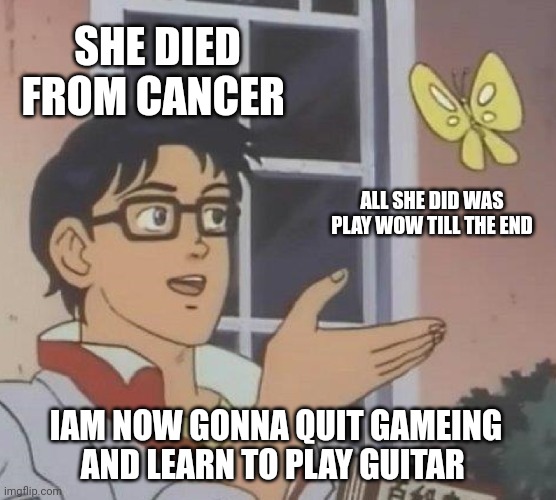 SHE DIED
FROM CANCER
ALL SHE DID WAS
PLAY WOW TILL THE END
IAM NOW GONNA QUIT GAMEING
AND LEARN TO PLAY GUITAR
imgflip.com